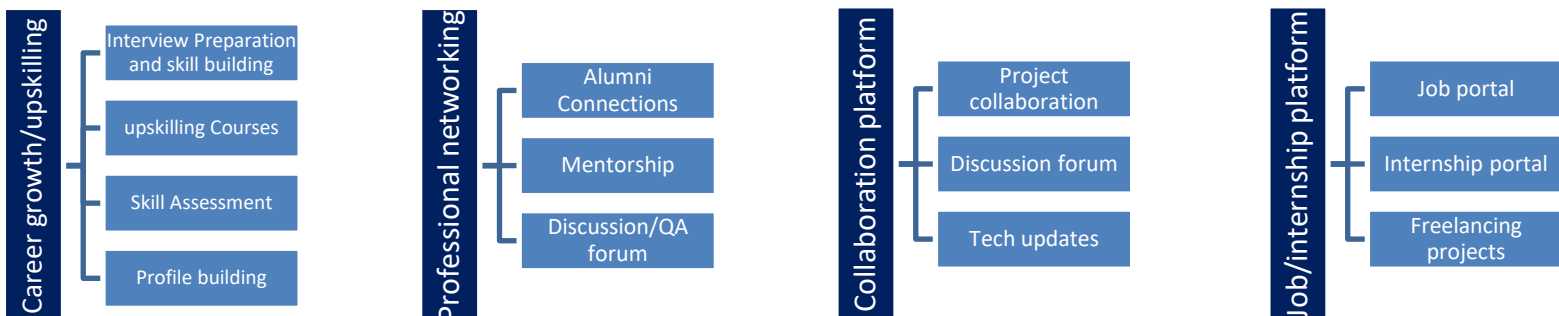 Career growth/upskilling
Interview Preparation
and skill building
upskilling Courses
Skill Assessment
Profile building
Professional networking
Alumni
Connections
Mentorship
Discussion/QA
forum
Collaboration platform
Project
collaboration
Discussion forum
Tech updates
Job/internship platform
Job portal
Internship portal
Freelancing
projects